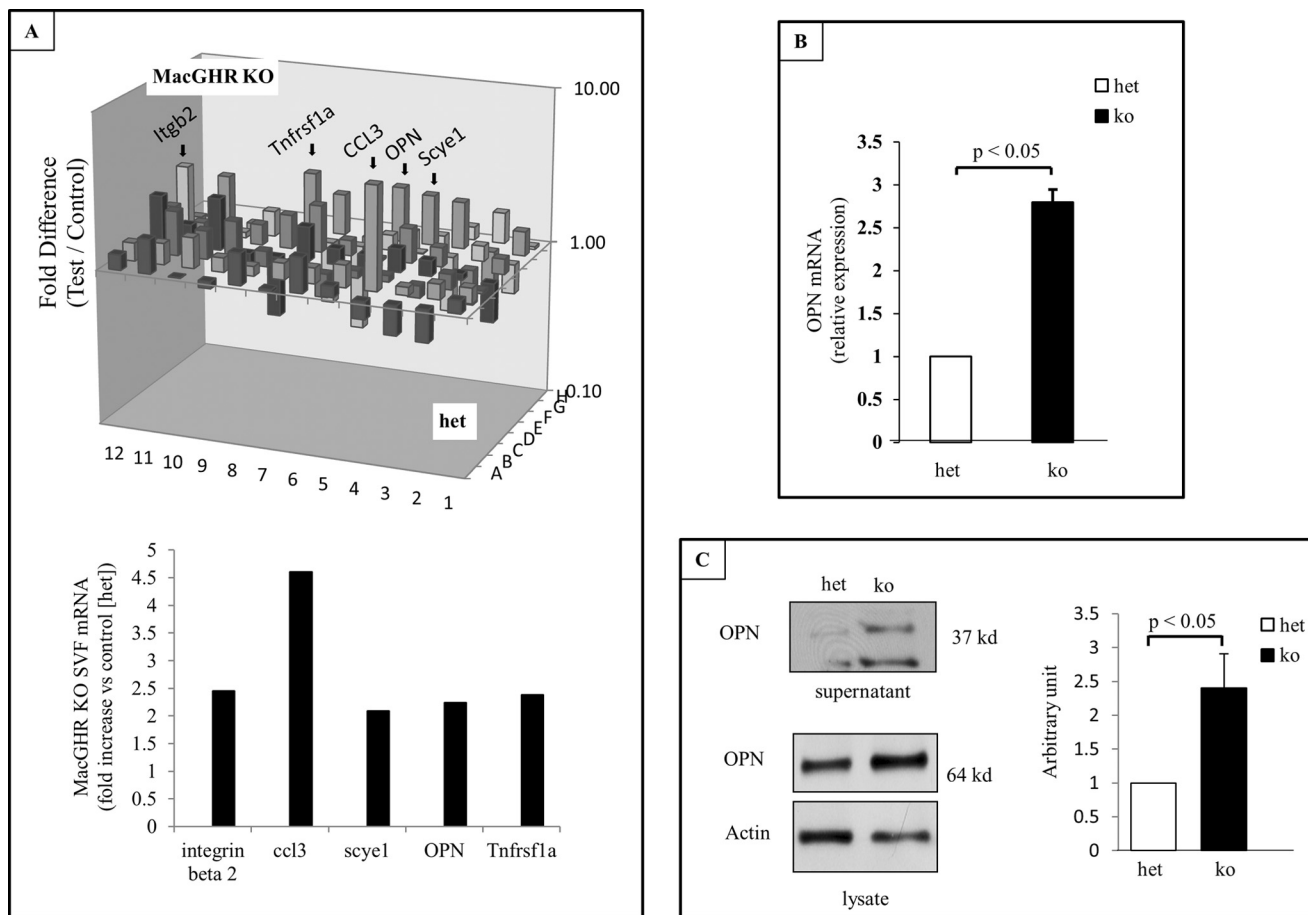 A
MacGHR KO
Itgb2
Tnfrsf1a
CCL3
OPN
Scye1
10.00
1.00
0.10
Fold Difference
(Test / Control)
het
12 11 10 9 8 7 6 5 4 3 2 1
A B C D E F G H
MacGHR KO SVF mRNA
(fold increase vs control [het])
5
4.5
4
3.5
3
2.5
2
1.5
1
0.5
0
integrin beta 2
ccl3
scye1
OPN
Tnfrsf1a
B
het
ko
OPN mRNA
(relative expression)
3.5
3
2.5
2
1.5
1
0.5
0
p < 0.05
het
ko
C
het ko
OPN
37 kd
supernatant
OPN
64 kd
Actin
lysate
Arbitrary unit
3.5
3
2.5
2
1.5
1
0.5
0
p < 0.05
het
ko
het
ko